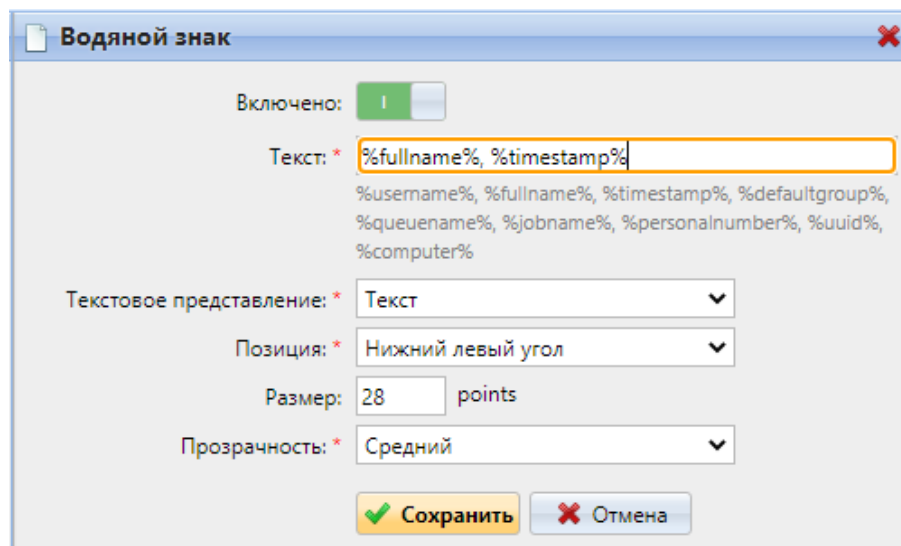 Водяной знак
Включено: I
Текст: * %fullname%, %timestamp%
%username%, %fullname%, %timestamp%, %defaultgroup%,
%queuename%, %jobname%, %personalnumber%, %uuid%,
%computer%
Текстовое представление: * Текст
Позиция: * Нижний левый угол
Размер: 28 points
Прозрачность: * Средний
Сохранить Отмена